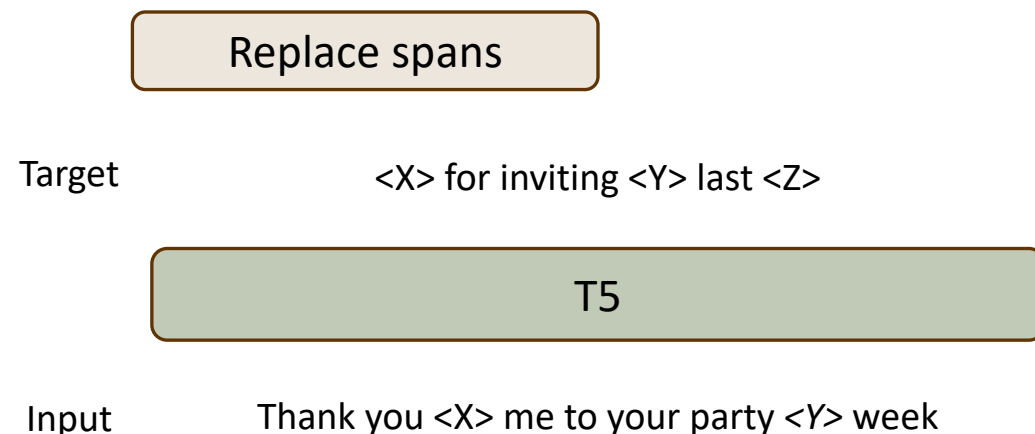 Replace spans
Target <X> for inviting <Y> last <Z>
T5
Input Thank you <X> me to your party <Y> week